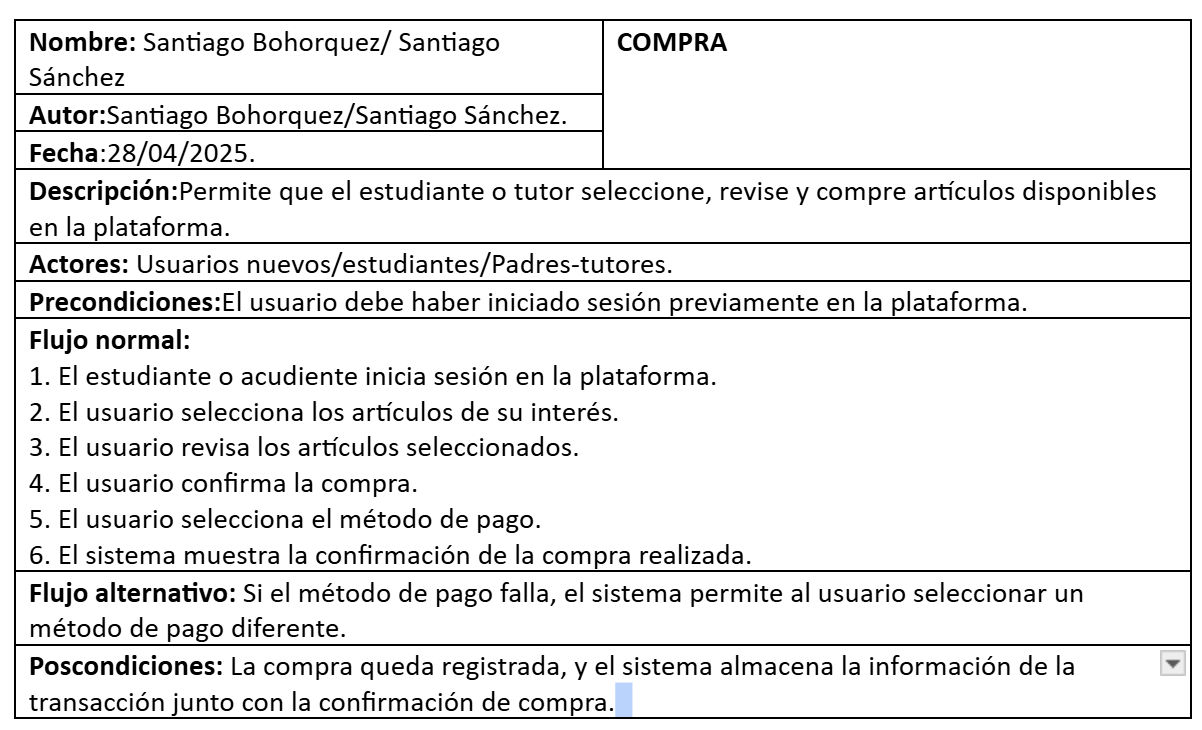 Nombre: Santiago Bohorquez/ Santiago
Sánchez
COMPRA
Autor:Santiago Bohorquez/Santiago Sánchez.
Fecha:28/04/2025.
Descripción:Permite que el estudiante o tutor seleccione, revise y compre artículos disponibles
en la plataforma.
Actores: Usuarios nuevos/estudiantes/Padres-tutores.
Precondiciones:El usuario debe haber iniciado sesión previamente en la plataforma.
Flujo normal:
1. El estudiante o acudiente inicia sesión en la plataforma.
2. El usuario selecciona los artículos de su interés.
3. El usuario revisa los artículos seleccionados.
4. El usuario confirma la compra.
5. El usuario selecciona el método de pago.
6. El sistema muestra la confirmación de la compra realizada.
Flujo alternativo: Si el método de pago falla, el sistema permite al usuario seleccionar un
método de pago diferente.
Poscondiciones: La compra queda registrada, y el sistema almacena la información de la
transacción junto con la confirmación de compra.